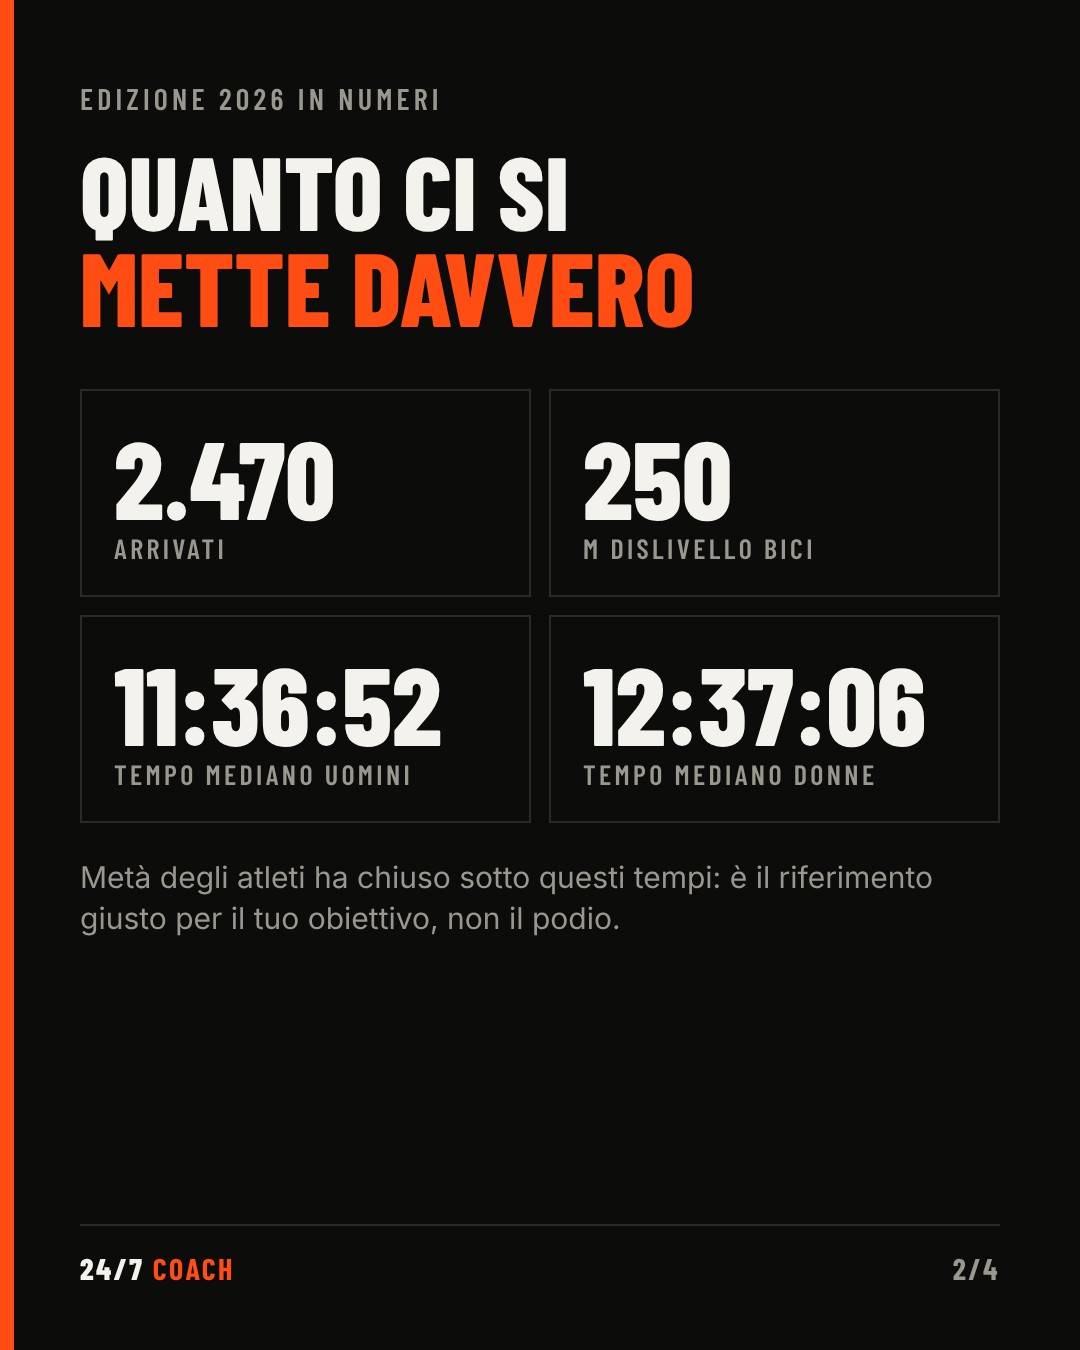 EDIZIONE 2026 IN NUMERI
QUANTO CI SI
METTE DAVVERO
2.470
ARRIVATI
250
M DISLIVELLO BICI
11:36:52
TEMPO MEDIANO UOMINI
12:37:06
TEMPO MEDIANO DONNE
Metà degli atleti ha chiuso sotto questi tempi: è il riferimento
giusto per il tuo obiettivo, non il podio.
24/7 COACH
2/4